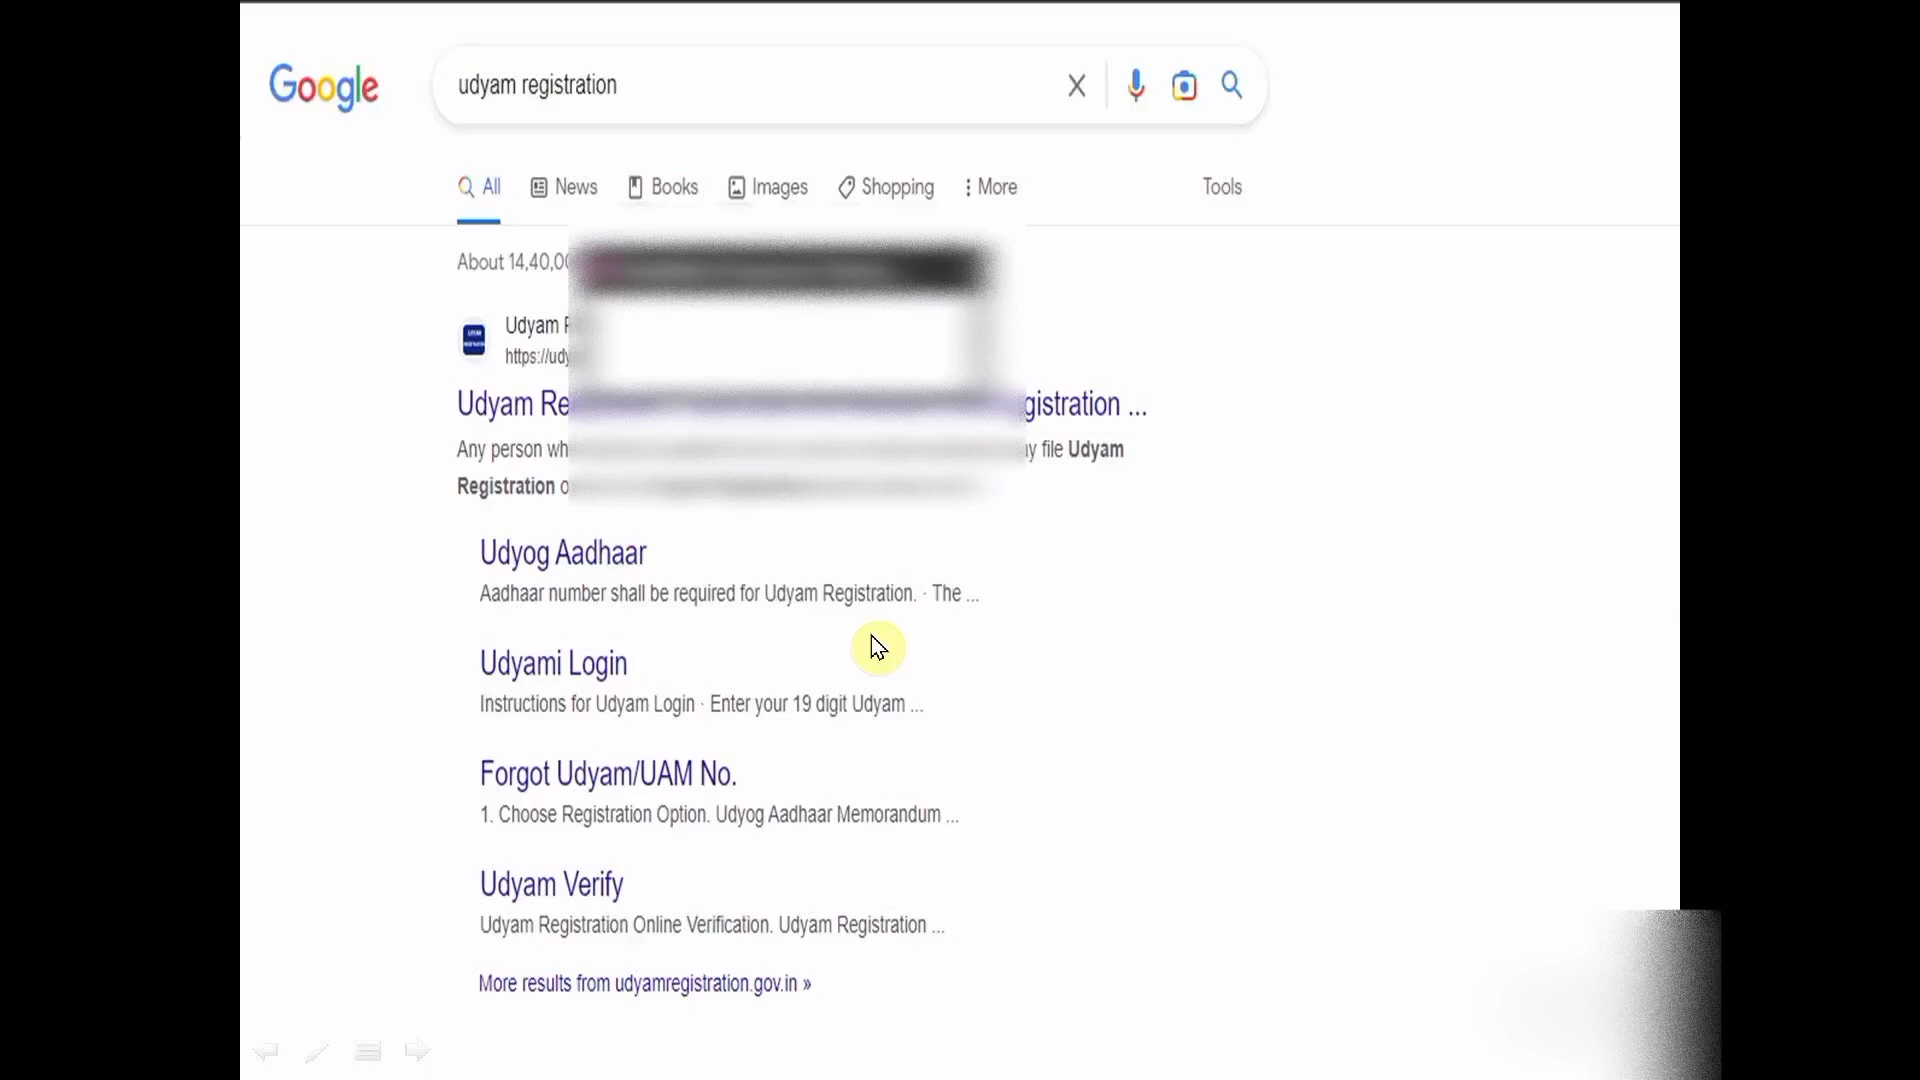 Google
udyam registration
All News Books Images Shopping More Tools
About 14,40,00
Udyam
https://udy
Udyam Re gistration ...
Any person wh y file Udyam
Registration o
Udyog Aadhaar
Aadhaar number shall be required for Udyam Registration. · The ...
Udyami Login
Instructions for Udyam Login · Enter your 19 digit Udyam ...
Forgot Udyam/UAM No.
1. Choose Registration Option. Udyog Aadhaar Memorandum ...
Udyam Verify
Udyam Registration Online Verification. Udyam Registration ...
More results from udyamregistration.gov.in »